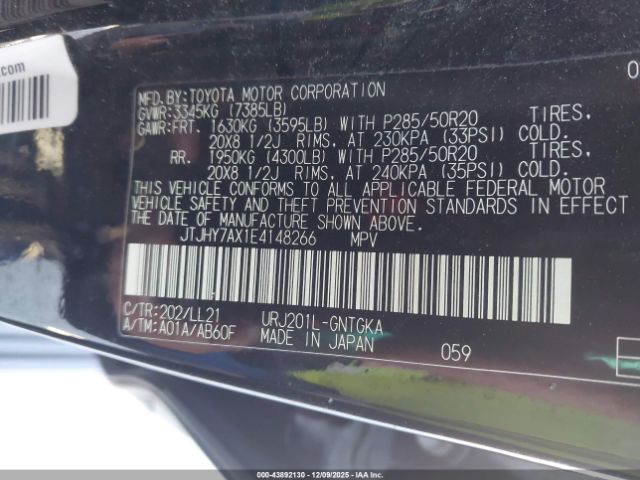 .com
0
MFD.BY:TOYOTA MOTOR CORPORATION
GVWR:3345KG (7385LB)
GAWR:FRT. 1630KG (3595LB) WITH P285/50R20 TIRES,
20X8 1/2J RIMS, AT 230KPA (33PSI) COLD.
RR. 1950KG (4300LB) WITH P285/50R20 TIRES,
20X8 1/2J RIMS, AT 240KPA (35PSI) COLD.
THIS VEHICLE CONFORMS TO ALL APPLICABLE FEDERAL MOTOR
VEHICLE SAFETY AND THEFT PREVENTION STANDARDS IN EFFECT
ON THE DATE OF MANUFACTURE SHOWN ABOVE.
JTJHY7AX1E4148266 MPV
C/TR:202/LL21 URJ201L-GNTGKA
A/TM:A01A/AB60F MADE IN JAPAN 059
000-43892130 - 12/09/2025 - IAAI.CA